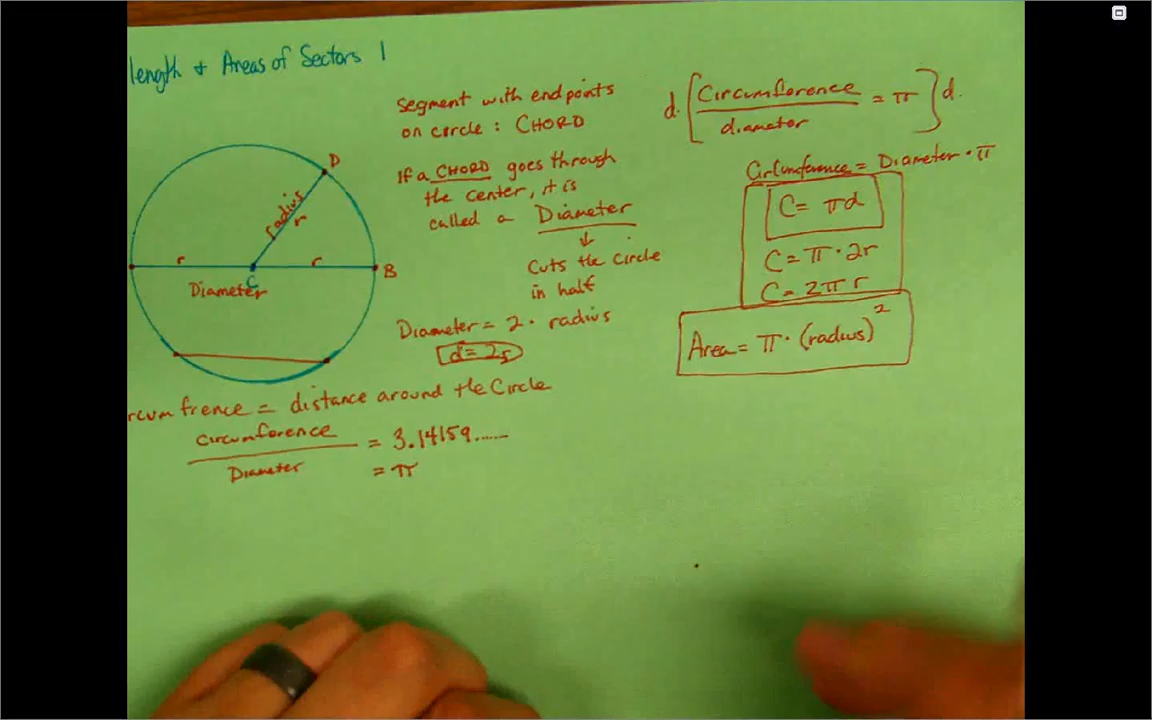 length + Areas of Sectors 1
D
radius
r
r
r
C
B
Diameter
Segment with endpoints
on circle : CHORD
If a CHORD goes through
the center, it is
called a Diameter
↓
Cuts the circle
in half
Diameter = 2 · radius
d = 2r
rcumfrence = distance around the Circle
circumference
Diameter
= 3.14159......
= π
d · [ Circumference / diameter = π ] d ·
Circumference = Diameter · π
C = πd
C = π · 2r
C = 2πr
Area = π · (radius)²